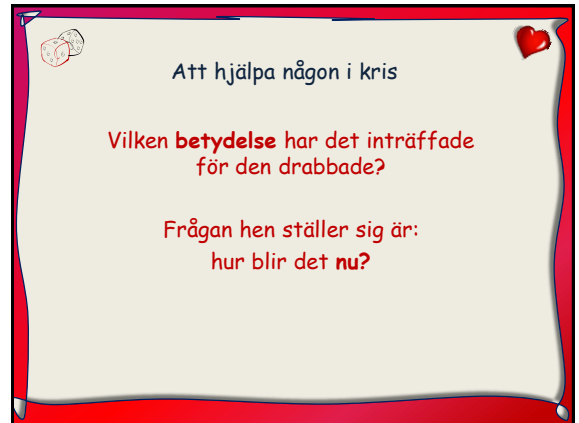 Att hjälpa någon i kris
Vilken betydelse har det inträffade
för den drabbade?
Frågan hen ställer sig är:
hur blir det nu?